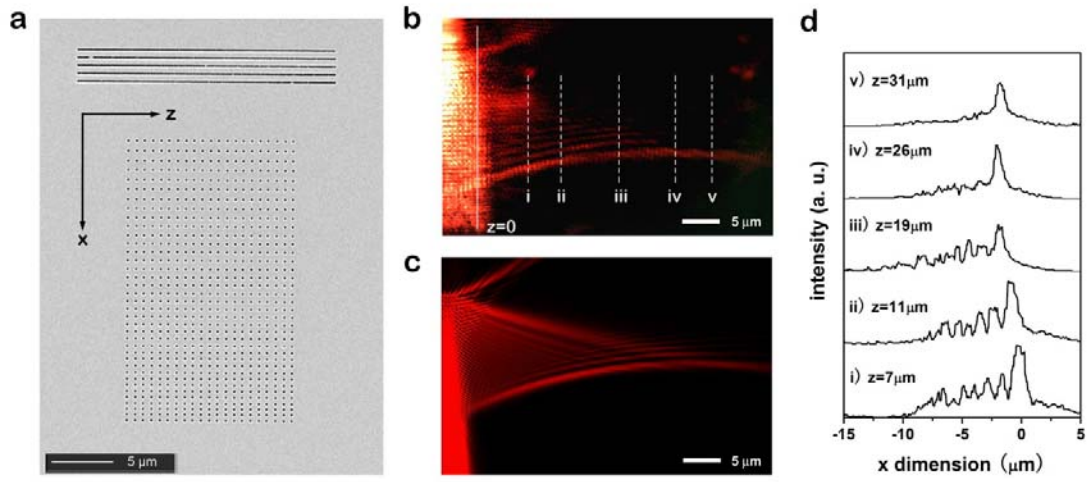 a
z
x
5 μm
b
i
ii
iii
iv
v
z=0
5 μm
c
5 μm
d
v) z=31μm
iv) z=26μm
iii) z=19μm
ii) z=11μm
i) z=7μm
intensity (a. u.)
-15
-10
-5
0
5
x dimension (μm)